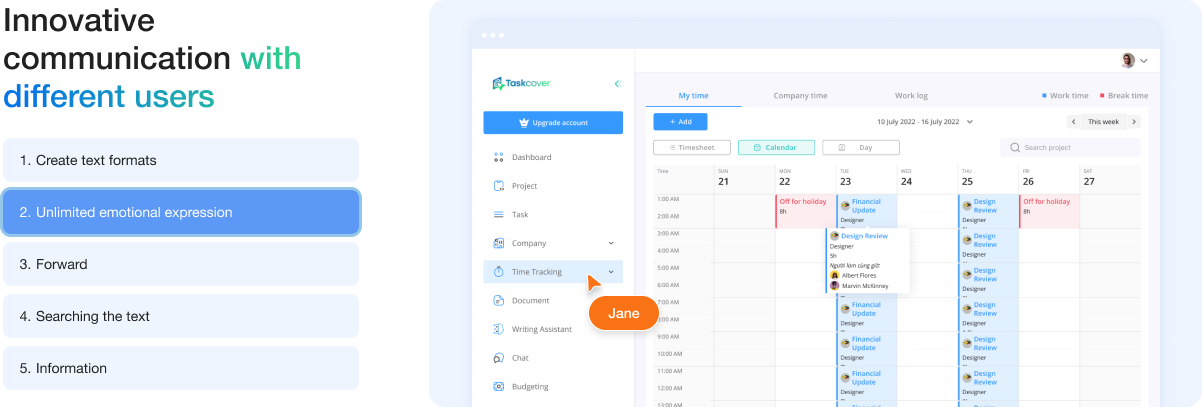 Innovative
communication with
different users
1. Create text formats
2. Unlimited emotional expression
3. Forward
4. Searching the text
5. Information
Taskcover
Upgrade account
Dashboard
Project
Task
Company
Time Tracking
Jane
Document
Writing Assistant
Chat
Budgeting
My time
Company time
Work log
Work time
Break time
+ Add
10 July 2022 - 16 July 2022
This week
Timesheet
Calendar
Day
Search project
Time
SUN
21
MON
22
TUE
23
WED
24
THU
25
FRI
26
SAT
27
1:00 AM
2:00 AM
3:00 AM
4:00 AM
5:00 AM
6:00 AM
7:00 AM
8:00 AM
9:00 AM
10:00 AM
11:00 AM
12:00 AM
13:00 AM
Off for holiday
8h
Financial
Update
Designer
Design Review
Designer
5h
Người làm cùng giờ:
Albert Flores
Marvin McKinney
Financial
Update
Designer
Financial
Update
Designer
Financial
Update
Designer
Financial
Design
Review
Designer
Design
Review
Designer
Design
Review
Designer
Design
Review
Designer
Design
Review
Designer
Design
Review
Designer
Design
Off for holiday
8h